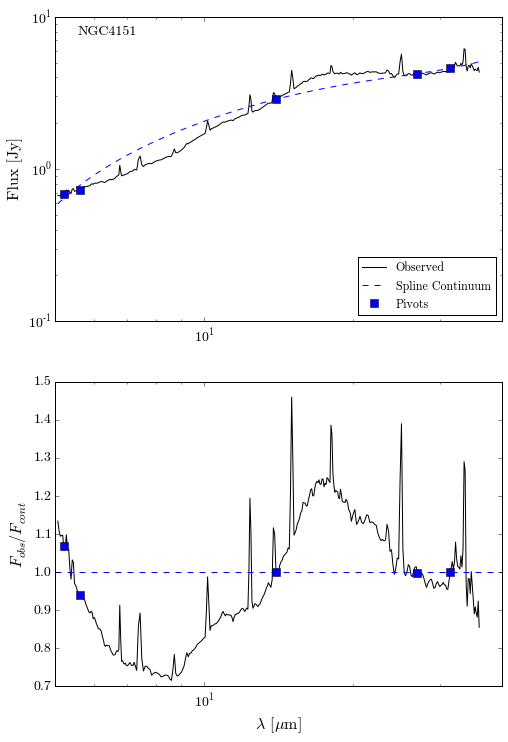 10^1
NGC4151
10^0
Flux [Jy]
Observed
Spline Continuum
Pivots
10^-1
10^1
1.5
1.4
1.3
1.2
1.1
F_obs/F_cont
1.0
0.9
0.8
0.7
10^1
λ [μm]